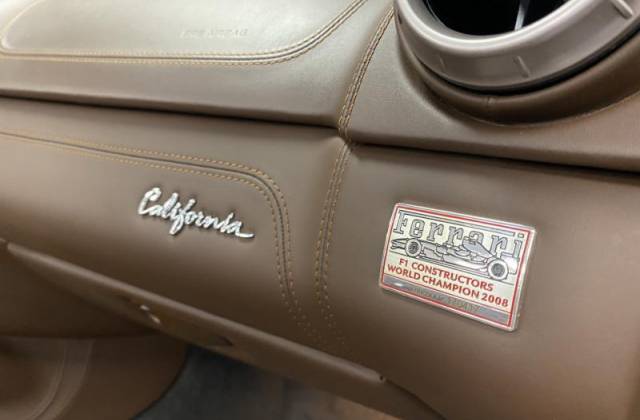 California
Ferrari
F1 CONSTRUCTORS
WORLD CHAMPION 2008